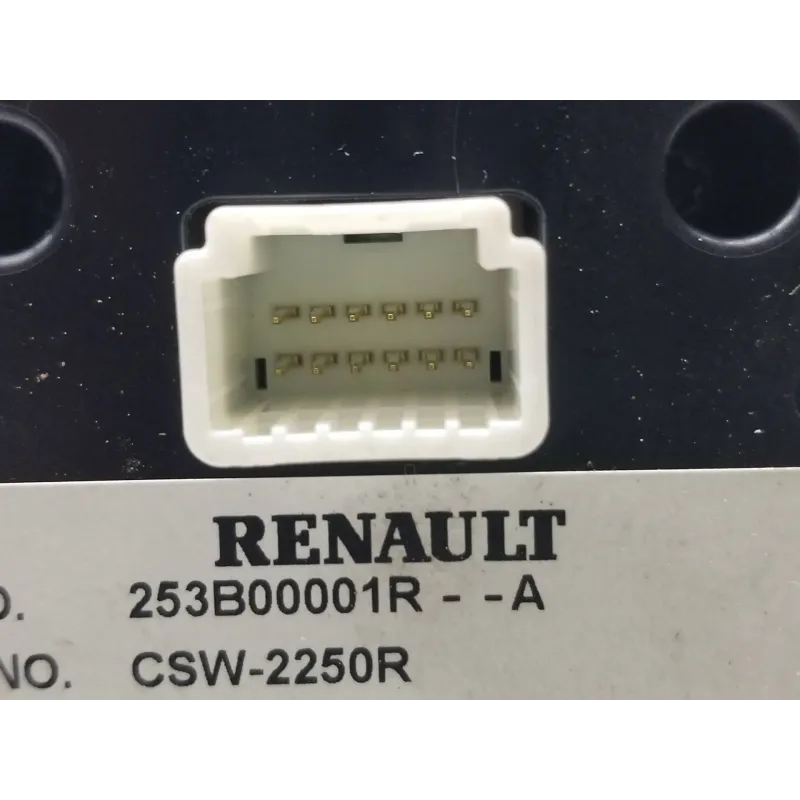 RENAULT
O. 253B00001R - -A
NO. CSW-2250R